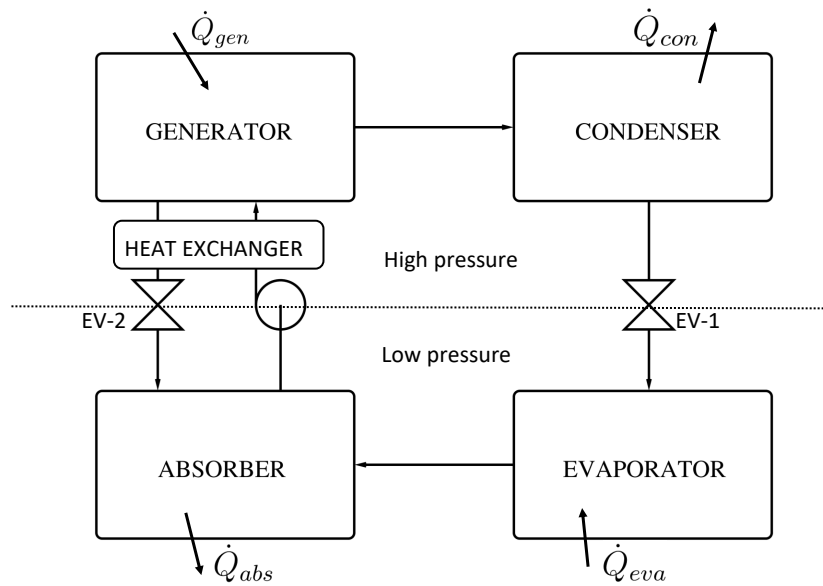 Q̇gen
Q̇con
GENERATOR
CONDENSER
HEAT EXCHANGER
High pressure
EV-2
EV-1
Low pressure
ABSORBER
EVAPORATOR
Q̇abs
Q̇eva